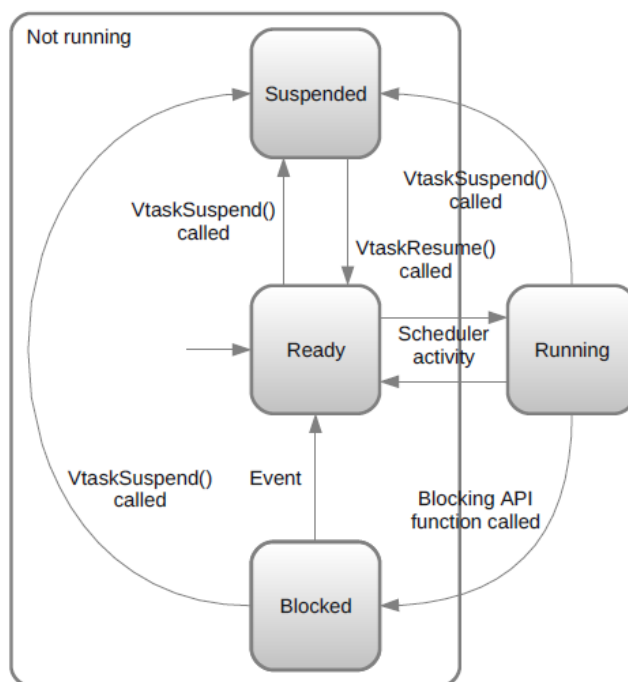 Not running
Suspended
VtaskSuspend()
called
VtaskSuspend()
called
VtaskResume()
called
Ready
Scheduler
activity
Running
VtaskSuspend()
called
Event
Blocking API
function called
Blocked